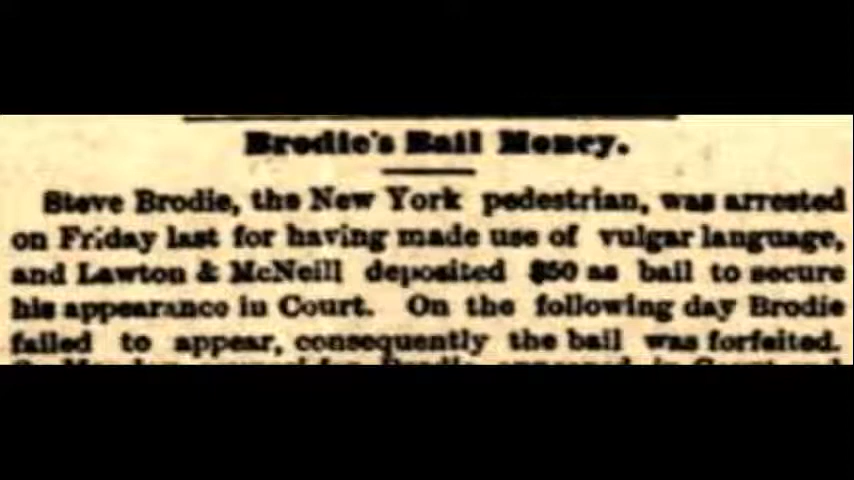 Brodie's Bail Money.
Steve Brodie, the New York pedestrian, was arrested
on Friday last for having made use of vulgar language,
and Lawton & McNeill deposited $50 as bail to secure
his appearance in Court. On the following day Brodie
failed to appear, consequently the bail was forfeited.